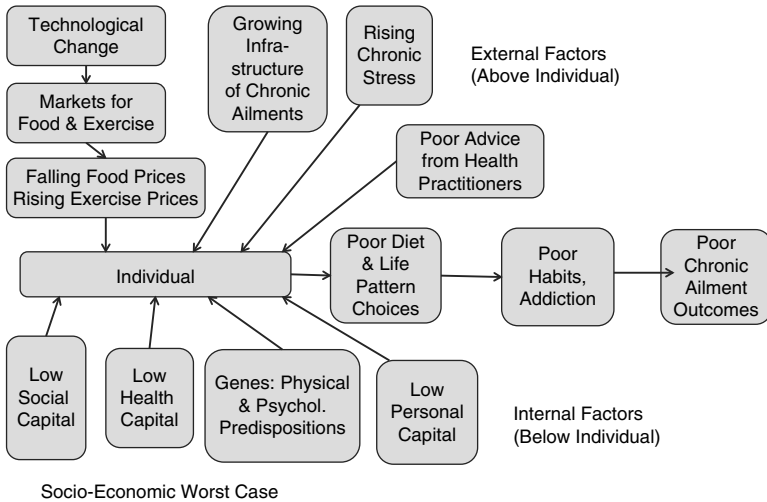 Technological
Change
Growing
Infra-
structure
of Chronic
Ailments
Rising
Chronic
Stress
External Factors
(Above Individual)
Markets for
Food & Exercise
Poor Advice
from Health
Practitioners
Falling Food Prices
Rising Exercise Prices
Individual
Poor Diet
& Life
Pattern
Choices
Poor
Habits,
Addiction
Poor
Chronic
Ailment
Outcomes
Low
Social
Capital
Low
Health
Capital
Genes: Physical
& Psychol.
Predispositions
Low
Personal
Capital
Internal Factors
(Below Individual)
Socio-Economic Worst Case